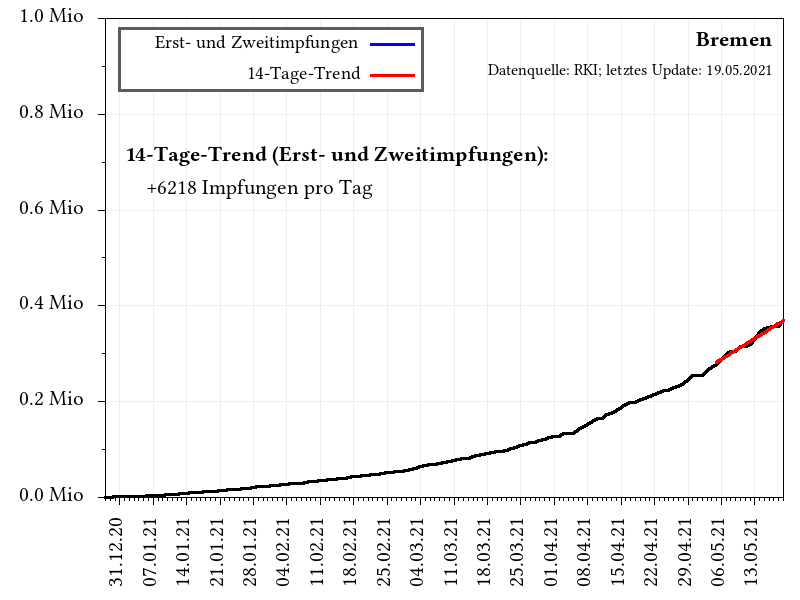 1.0 Mio
0.8 Mio
0.6 Mio
0.4 Mio
0.2 Mio
0.0 Mio
Erst- und Zweitimpfungen
14-Tage-Trend
Bremen
Datenquelle: RKI; letztes Update: 19.05.2021
14-Tage-Trend (Erst- und Zweitimpfungen):
+6218 Impfungen pro Tag
31.12.20
07.01.21
14.01.21
21.01.21
28.01.21
04.02.21
11.02.21
18.02.21
25.02.21
04.03.21
11.03.21
18.03.21
25.03.21
01.04.21
08.04.21
15.04.21
22.04.21
29.04.21
06.05.21
13.05.21